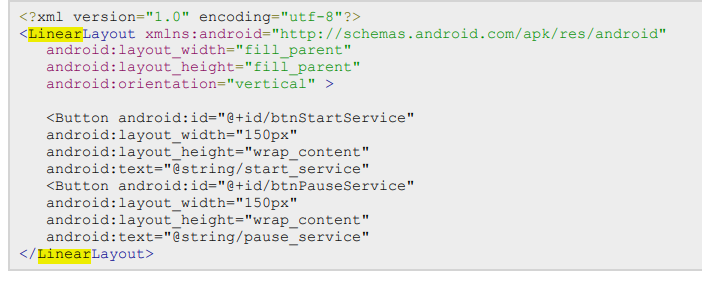 <?xml version="1.0" encoding="utf-8"?>
<LinearLayout xmlns:android="http://schemas.android.com/apk/res/android"
android:layout_width="fill_parent"
android:layout_height="fill_parent"
android:orientation="vertical" >
<Button android:id="@+id/btnStartService"
android:layout_width="150px"
android:layout_height="wrap_content"
android:text="@string/start_service"
<Button android:id="@+id/btnPauseService"
android:layout_width="150px"
android:layout_height="wrap_content"
android:text="@string/pause_service"
</LinearLayout>